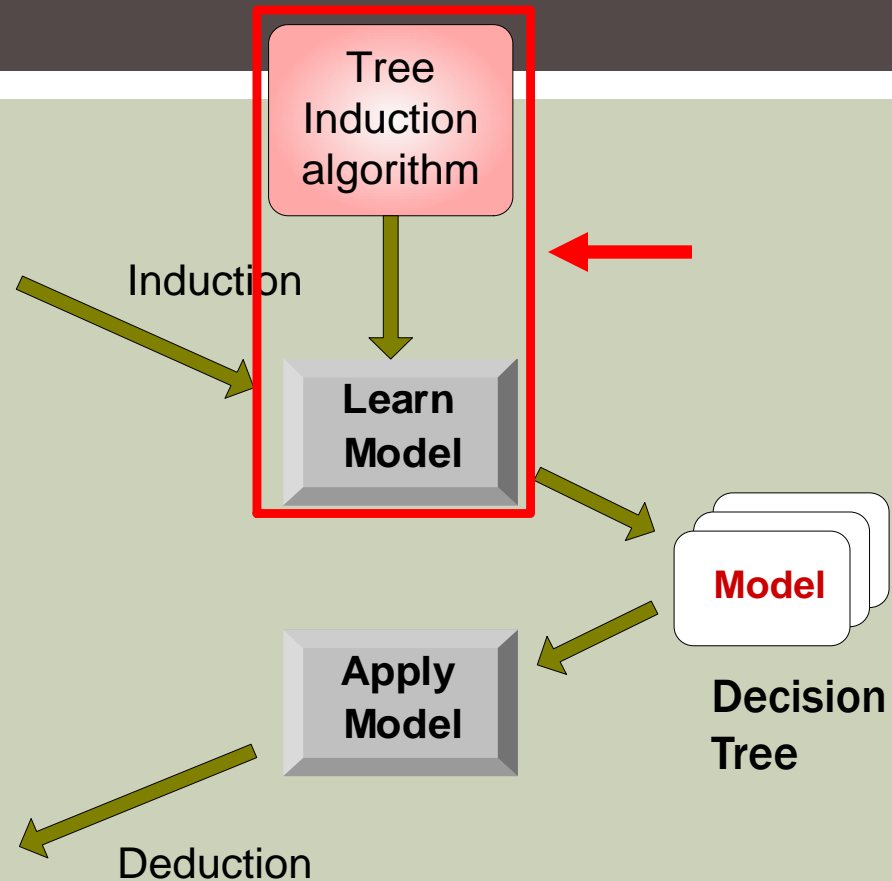 Tree
Induction
algorithm
Induction
Learn
Model
Model
Apply
Model
Decision
Tree
Deduction